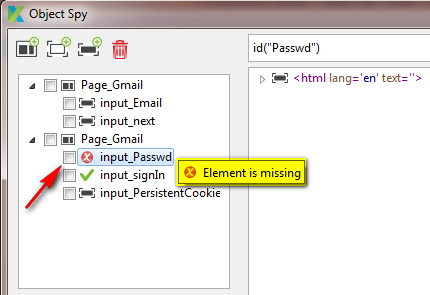 Object Spy
id("Passwd")
Page_Gmail
<html lang='en' text=''>
input_Email
input_next
Page_Gmail
input_Passwd
Element is missing
input_signIn
input_PersistentCookie